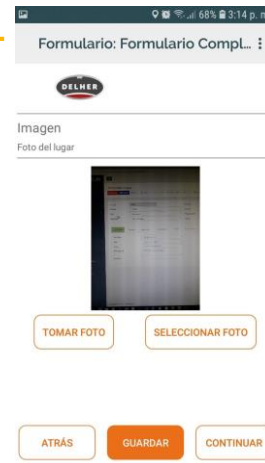 68% 3:14 p. m
Formulario: Formulario Compl...
DELHER
Imagen
Foto del lugar
TOMAR FOTO
SELECCIONAR FOTO
ATRÁS
GUARDAR
CONTINUAR